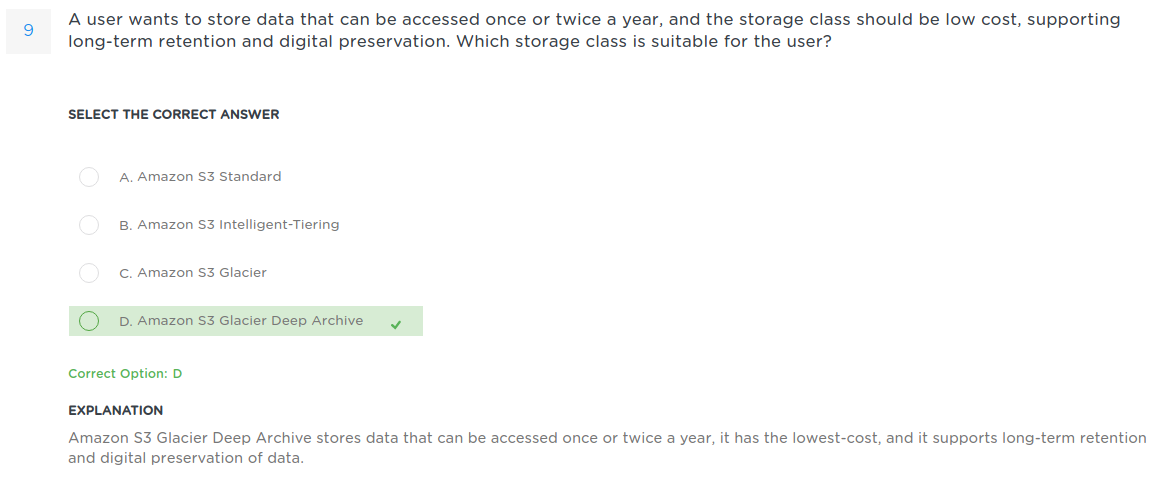 9
A user wants to store data that can be accessed once or twice a year, and the storage class should be low cost, supporting
long-term retention and digital preservation. Which storage class is suitable for the user?
SELECT THE CORRECT ANSWER
A. Amazon S3 Standard
B. Amazon S3 Intelligent-Tiering
C. Amazon S3 Glacier
D. Amazon S3 Glacier Deep Archive
Correct Option: D
EXPLANATION
Amazon S3 Glacier Deep Archive stores data that can be accessed once or twice a year, it has the lowest-cost, and it supports long-term retention
and digital preservation of data.